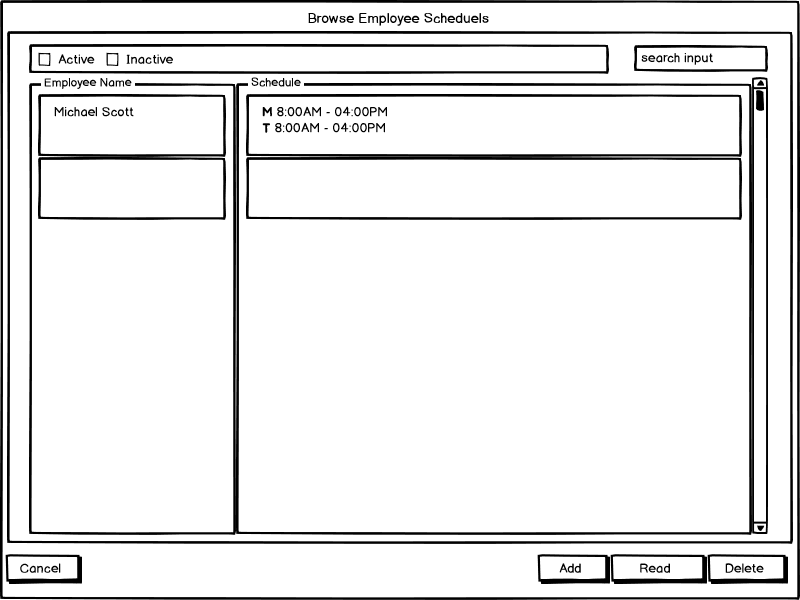 Browse Employee Scheduels
Active Inactive
search input
Employee Name
Schedule
Michael Scott
M 8:00AM - 04:00PM
T 8:00AM - 04:00PM
Cancel
Add
Read
Delete